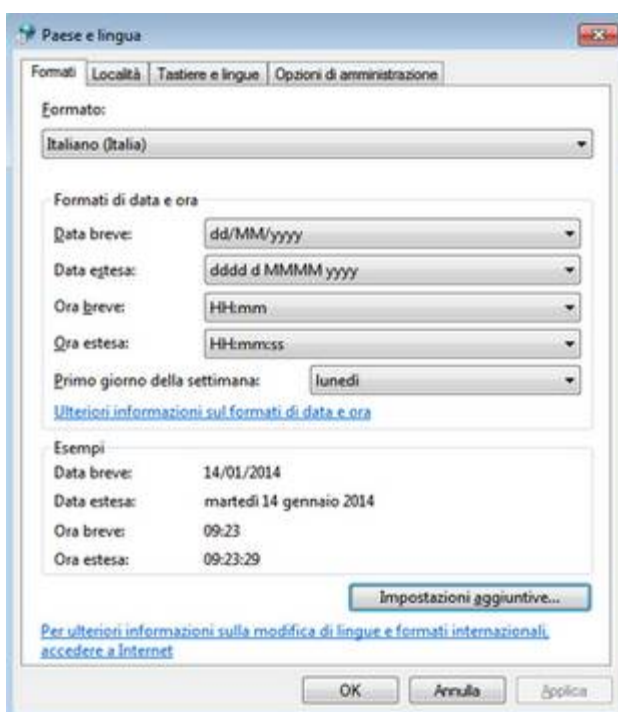 Paese e lingua
Formati Località Tastiere e lingue Opzioni di amministrazione
Formato:
Italiano (Italia)
Formati di data e ora
Data breve: dd/MM/yyyy
Data estesa: dddd d MMMM yyyy
Ora breve: HH:mm
Ora estesa: HH:mm:ss
Primo giorno della settimana: lunedì
Ulteriori informazioni sul formati di data e ora
Esempi
Data breve: 14/01/2014
Data estesa: martedì 14 gennaio 2014
Ora breve: 09:23
Ora estesa: 09:23:29
Impostazioni aggiuntive...
Per ulteriori informazioni sulla modifica di lingue e formati internazionali,
accedere a Internet
OK Annulla Applica